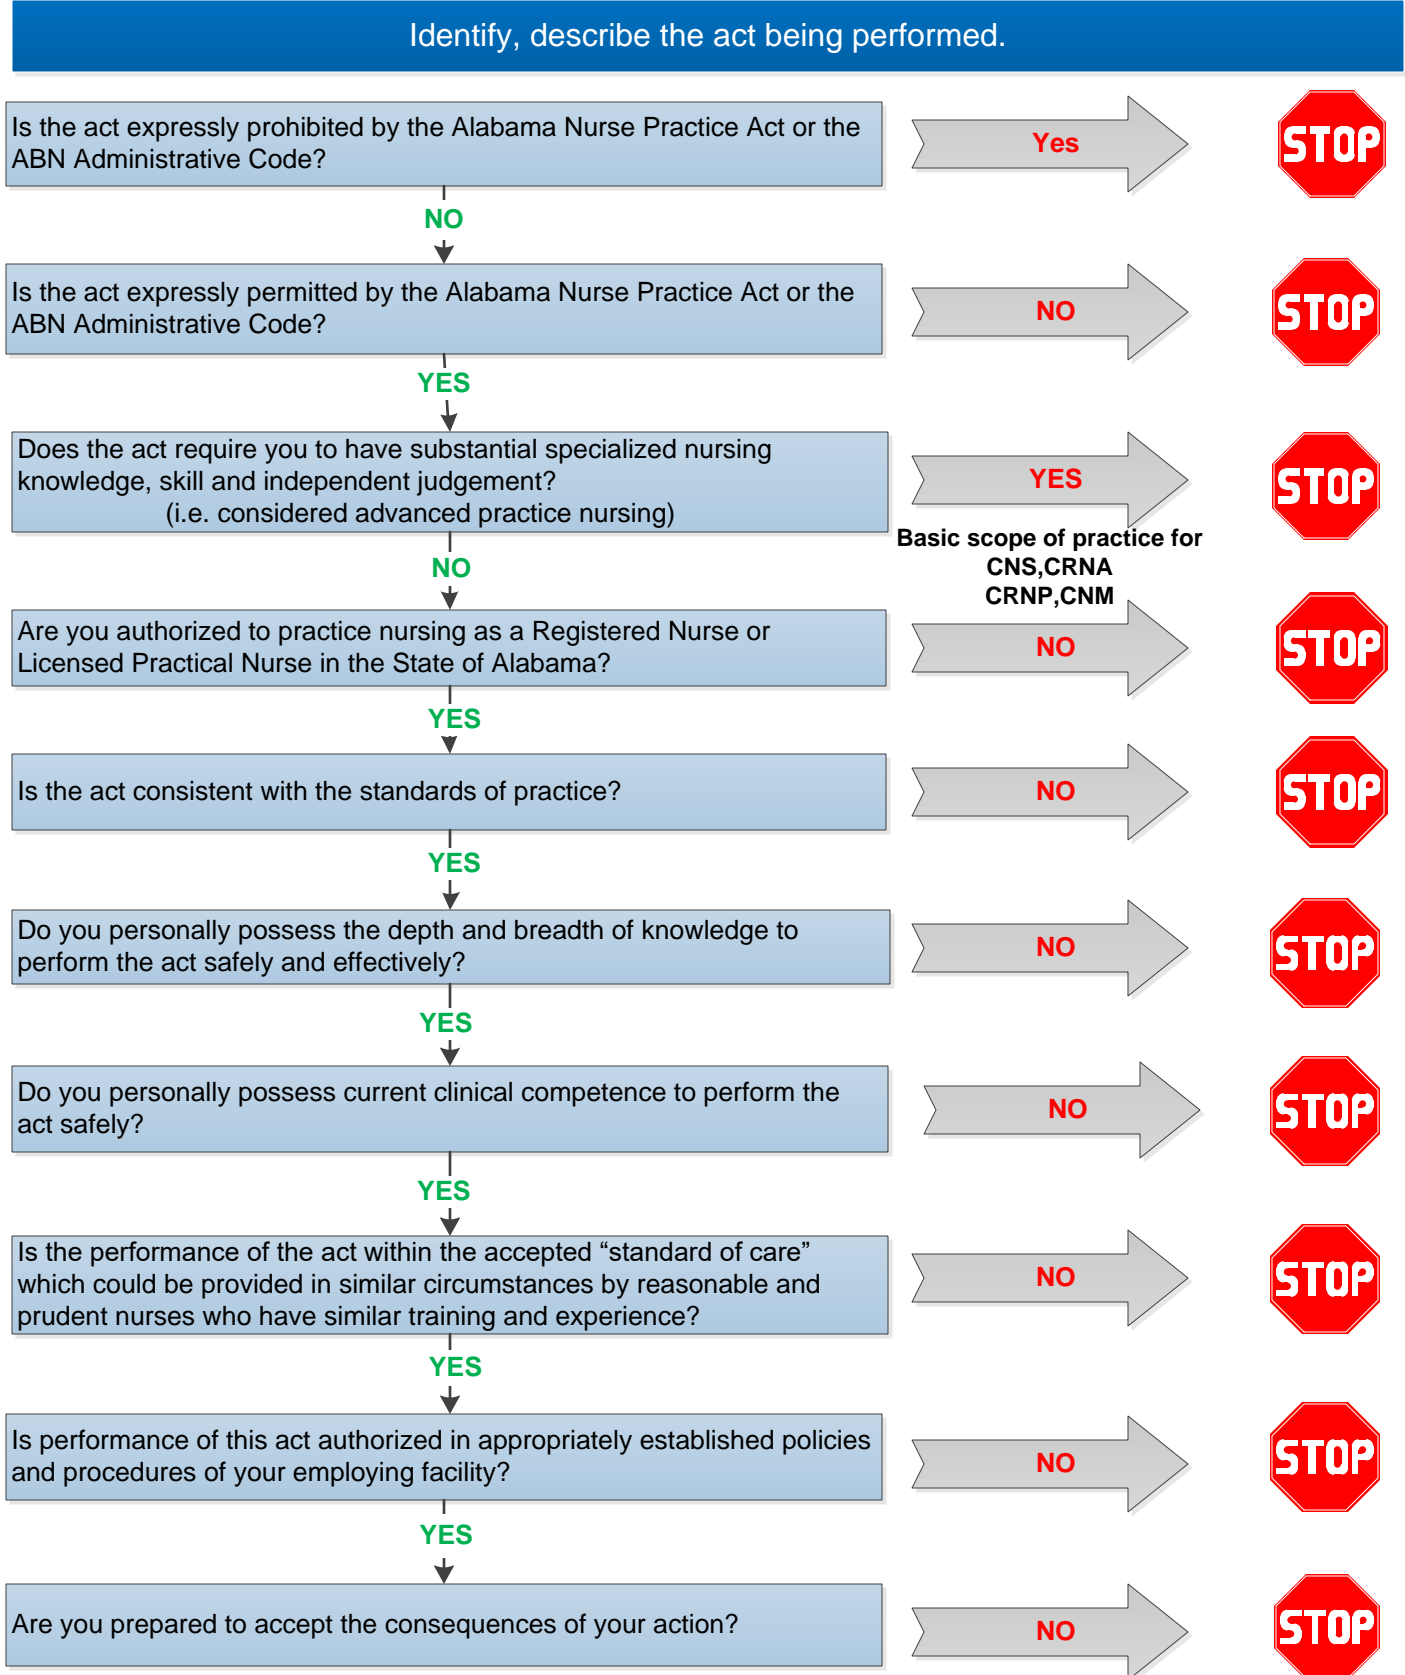 Identify, describe the act being performed.
Is the act expressly prohibited by the Alabama Nurse Practice Act or the
ABN Administrative Code?
Yes
STOP
NO
Is the act expressly permitted by the Alabama Nurse Practice Act or the
ABN Administrative Code?
NO
STOP
YES
Does the act require you to have substantial specialized nursing
knowledge, skill and independent judgement?
(i.e. considered advanced practice nursing)
YES
STOP
Basic scope of practice for
CNS,CRNA
CRNP,CNM
NO
Are you authorized to practice nursing as a Registered Nurse or
Licensed Practical Nurse in the State of Alabama?
NO
STOP
YES
Is the act consistent with the standards of practice?
NO
STOP
YES
Do you personally possess the depth and breadth of knowledge to
perform the act safely and effectively?
NO
STOP
YES
Do you personally possess current clinical competence to perform the
act safely?
NO
STOP
YES
Is the performance of the act within the accepted “standard of care”
which could be provided in similar circumstances by reasonable and
prudent nurses who have similar training and experience?
NO
STOP
YES
Is performance of this act authorized in appropriately established policies
and procedures of your employing facility?
NO
STOP
YES
Are you prepared to accept the consequences of your action?
NO
STOP